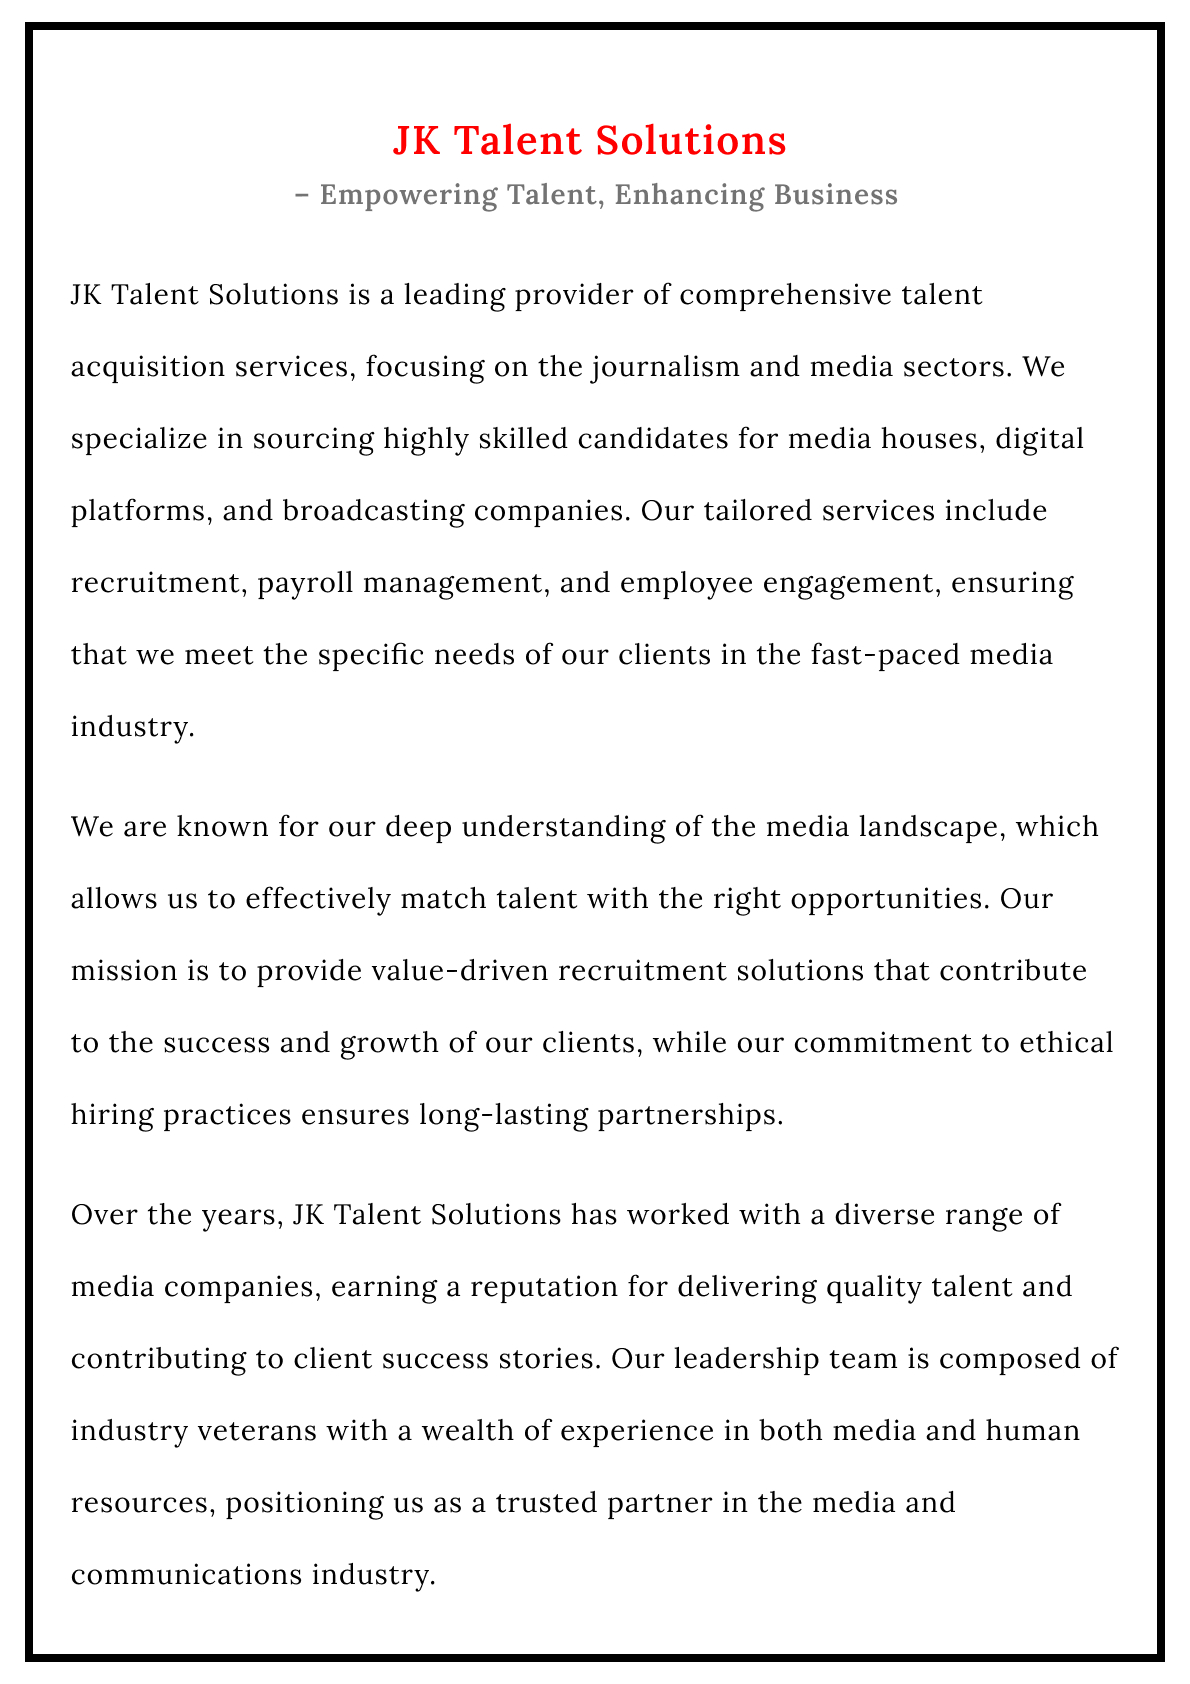 JK Talent Solutions
– Empowering Talent, Enhancing Business
JK Talent Solutions is a leading provider of comprehensive talent
acquisition services, focusing on the journalism and media sectors. We
specialize in sourcing highly skilled candidates for media houses, digital
platforms, and broadcasting companies. Our tailored services include
recruitment, payroll management, and employee engagement, ensuring
that we meet the specific needs of our clients in the fast-paced media
industry.
We are known for our deep understanding of the media landscape, which
allows us to effectively match talent with the right opportunities. Our
mission is to provide value-driven recruitment solutions that contribute
to the success and growth of our clients, while our commitment to ethical
hiring practices ensures long-lasting partnerships.
Over the years, JK Talent Solutions has worked with a diverse range of
media companies, earning a reputation for delivering quality talent and
contributing to client success stories. Our leadership team is composed of
industry veterans with a wealth of experience in both media and human
resources, positioning us as a trusted partner in the media and
communications industry.